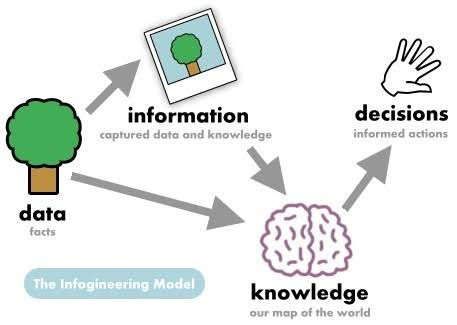 information
captured data and knowledge
decisions
informed actions
data
facts
The Infogineering Model
knowledge
our map of the world